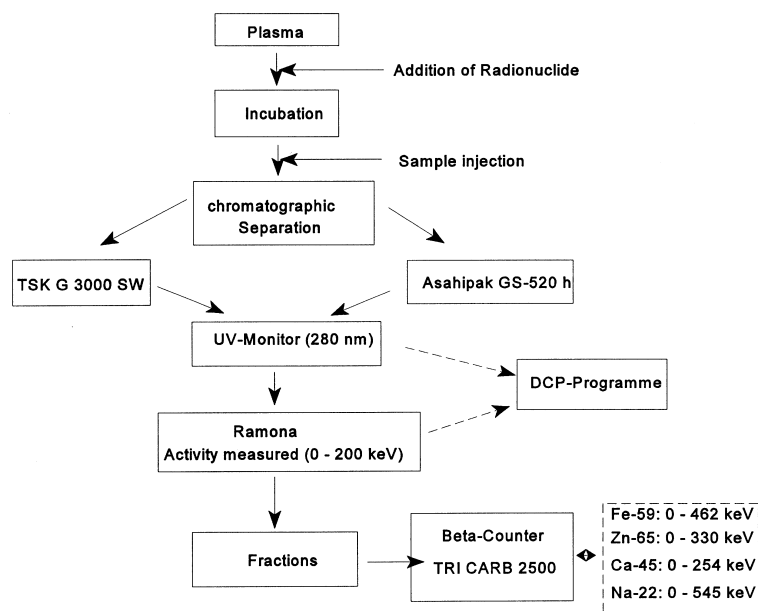 Plasma
Addition of Radionuclide
Incubation
Sample injection
chromatographic
Separation
TSK G 3000 SW
Asahipak GS-520 h
UV-Monitor (280 nm)
DCP-Programme
Ramona
Activity measured (0 - 200 keV)
Fractions
Beta-Counter
TRI CARB 2500
Fe-59: 0 - 462 keV
Zn-65: 0 - 330 keV
Ca-45: 0 - 254 keV
Na-22: 0 - 545 keV